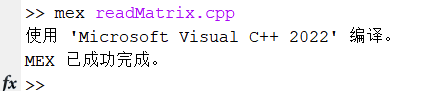 >> mex readMatrix.cpp
使用 'Microsoft Visual C++ 2022' 编译。
MEX 已成功完成。
fx >>